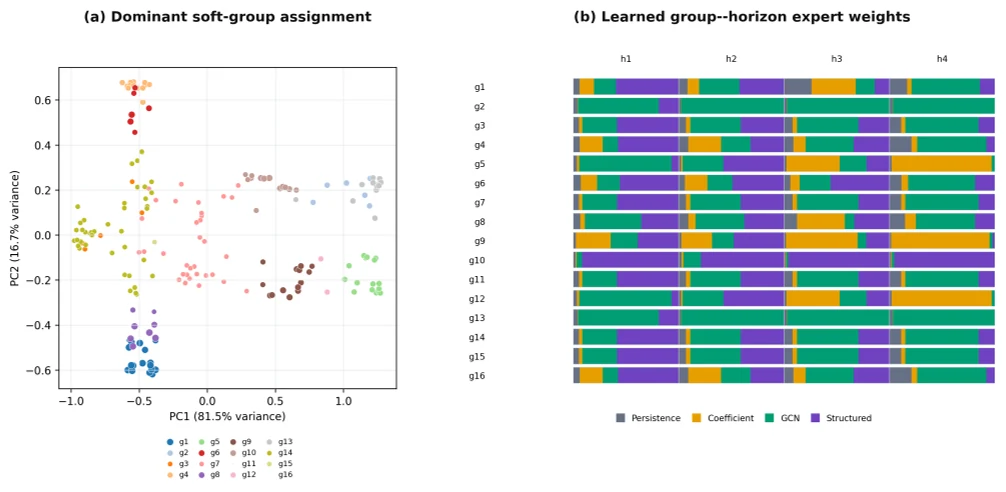 (a) Dominant soft-group assignment
(b) Learned group--horizon expert weights
PC2 (16.7% variance)
0.6
0.4
0.2
0.0
−0.2
−0.4
−0.6
−1.0 −0.5 0.0 0.5 1.0
PC1 (81.5% variance)
g1 g5 g9 g13
g2 g6 g10 g14
g3 g7 g11 g15
g4 g8 g12 g16
h1 h2 h3 h4
g1
g2
g3
g4
g5
g6
g7
g8
g9
g10
g11
g12
g13
g14
g15
g16
Persistence Coefficient GCN Structured